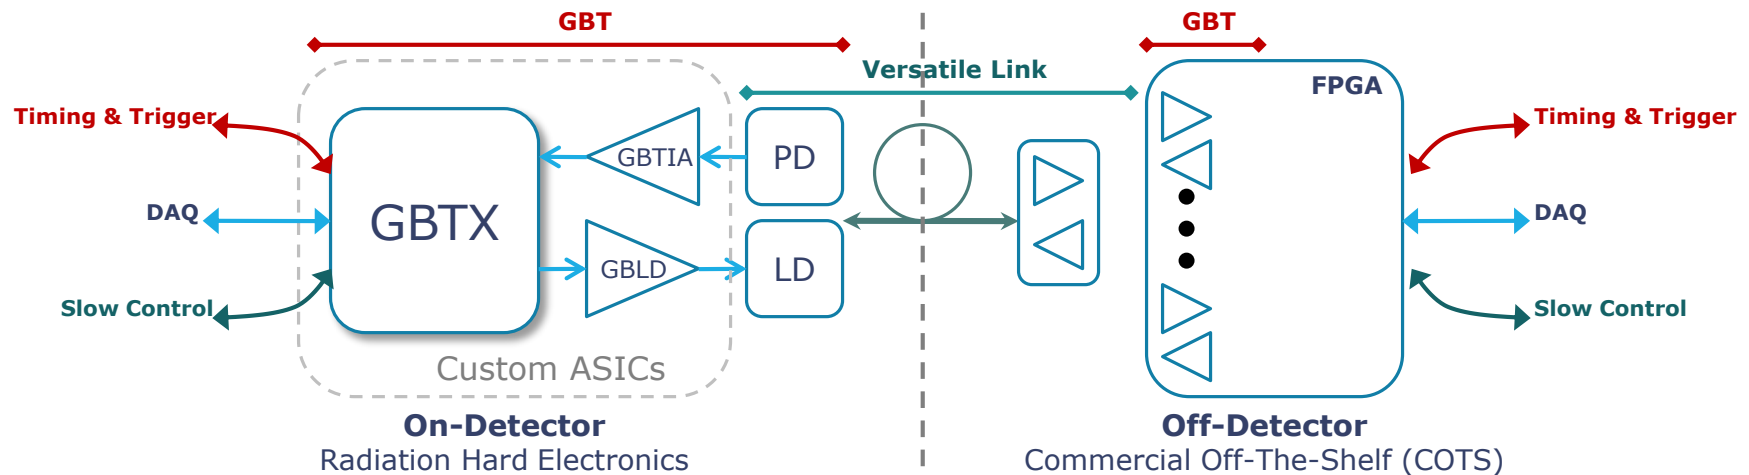 GBT
GBT
Versatile Link
FPGA
Timing & Trigger
Timing & Trigger
GBTIA
PD
GBTX
DAQ
DAQ
GBLD
LD
Slow Control
Slow Control
Custom ASICs
On-Detector
Off-Detector
Radiation Hard Electronics
Commercial Off-The-Shelf (COTS)